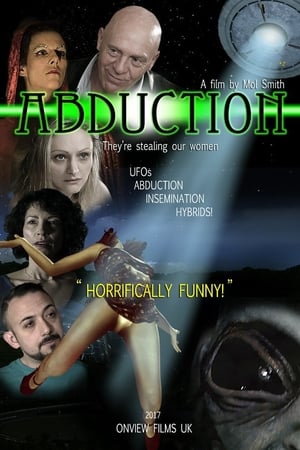 A film by Mol Smith
ABDUCTION
They're stealing our women
UFOs
ABDUCTION
INSEMINATION
HYBRIDS!
“ HORRIFICALLY FUNNY! ”
2017
ONVIEW FILMS UK